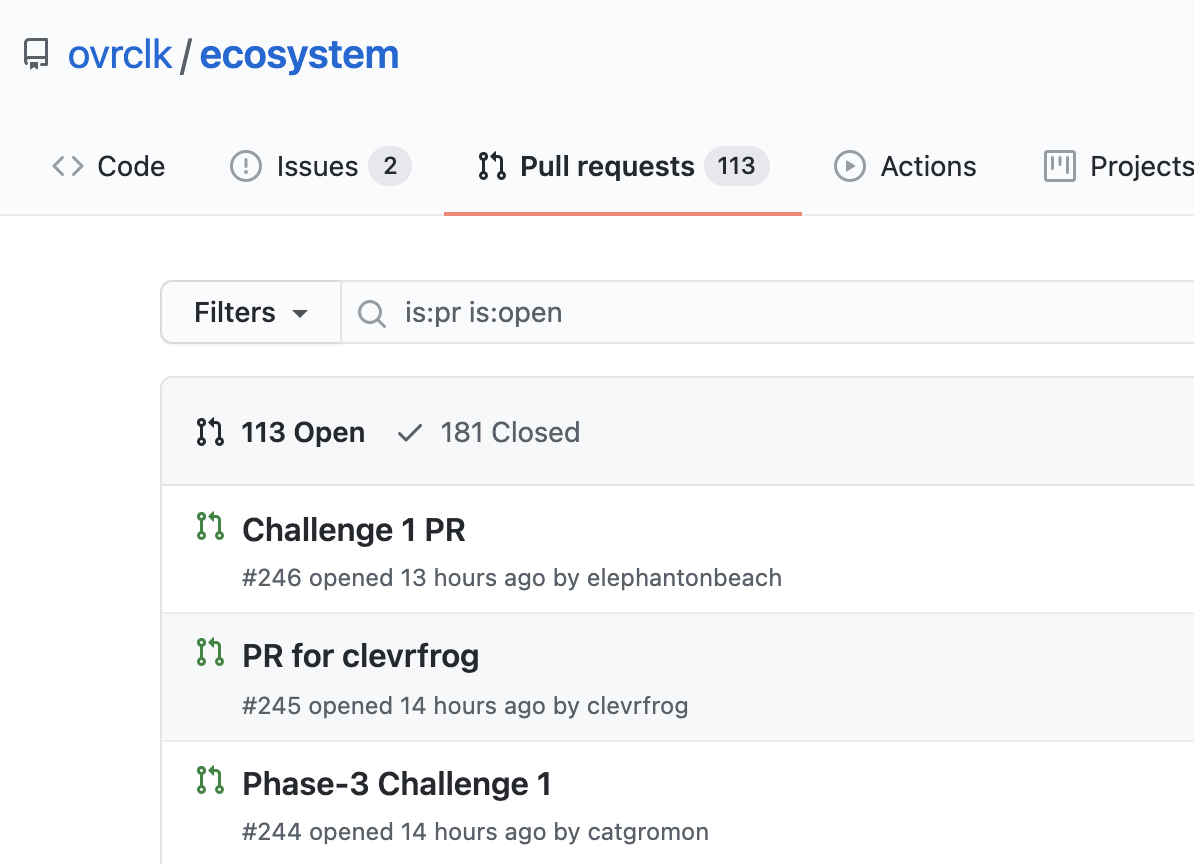 ovrclk / ecosystem
Code Issues 2 Pull requests 113 Actions Projects
Filters is:pr is:open
113 Open 181 Closed
Challenge 1 PR
#246 opened 13 hours ago by elephantonbeach
PR for clevrfrog
#245 opened 14 hours ago by clevrfrog
Phase-3 Challenge 1
#244 opened 14 hours ago by catgromon